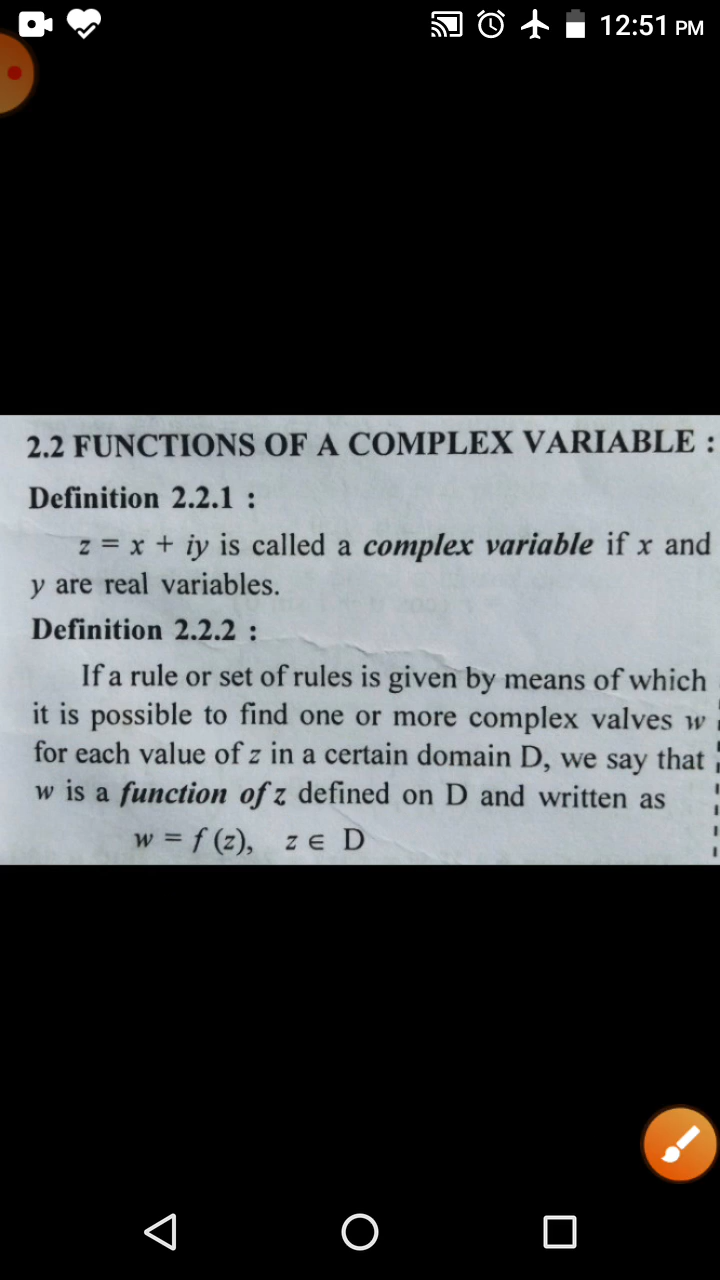 12:51 PM
2.2 FUNCTIONS OF A COMPLEX VARIABLE :
Definition 2.2.1 :
z = x + iy is called a complex variable if x and
y are real variables.
Definition 2.2.2 :
If a rule or set of rules is given by means of which
it is possible to find one or more complex valves w
for each value of z in a certain domain D, we say that
w is a function of z defined on D and written as
w = f (z), z ∈ D